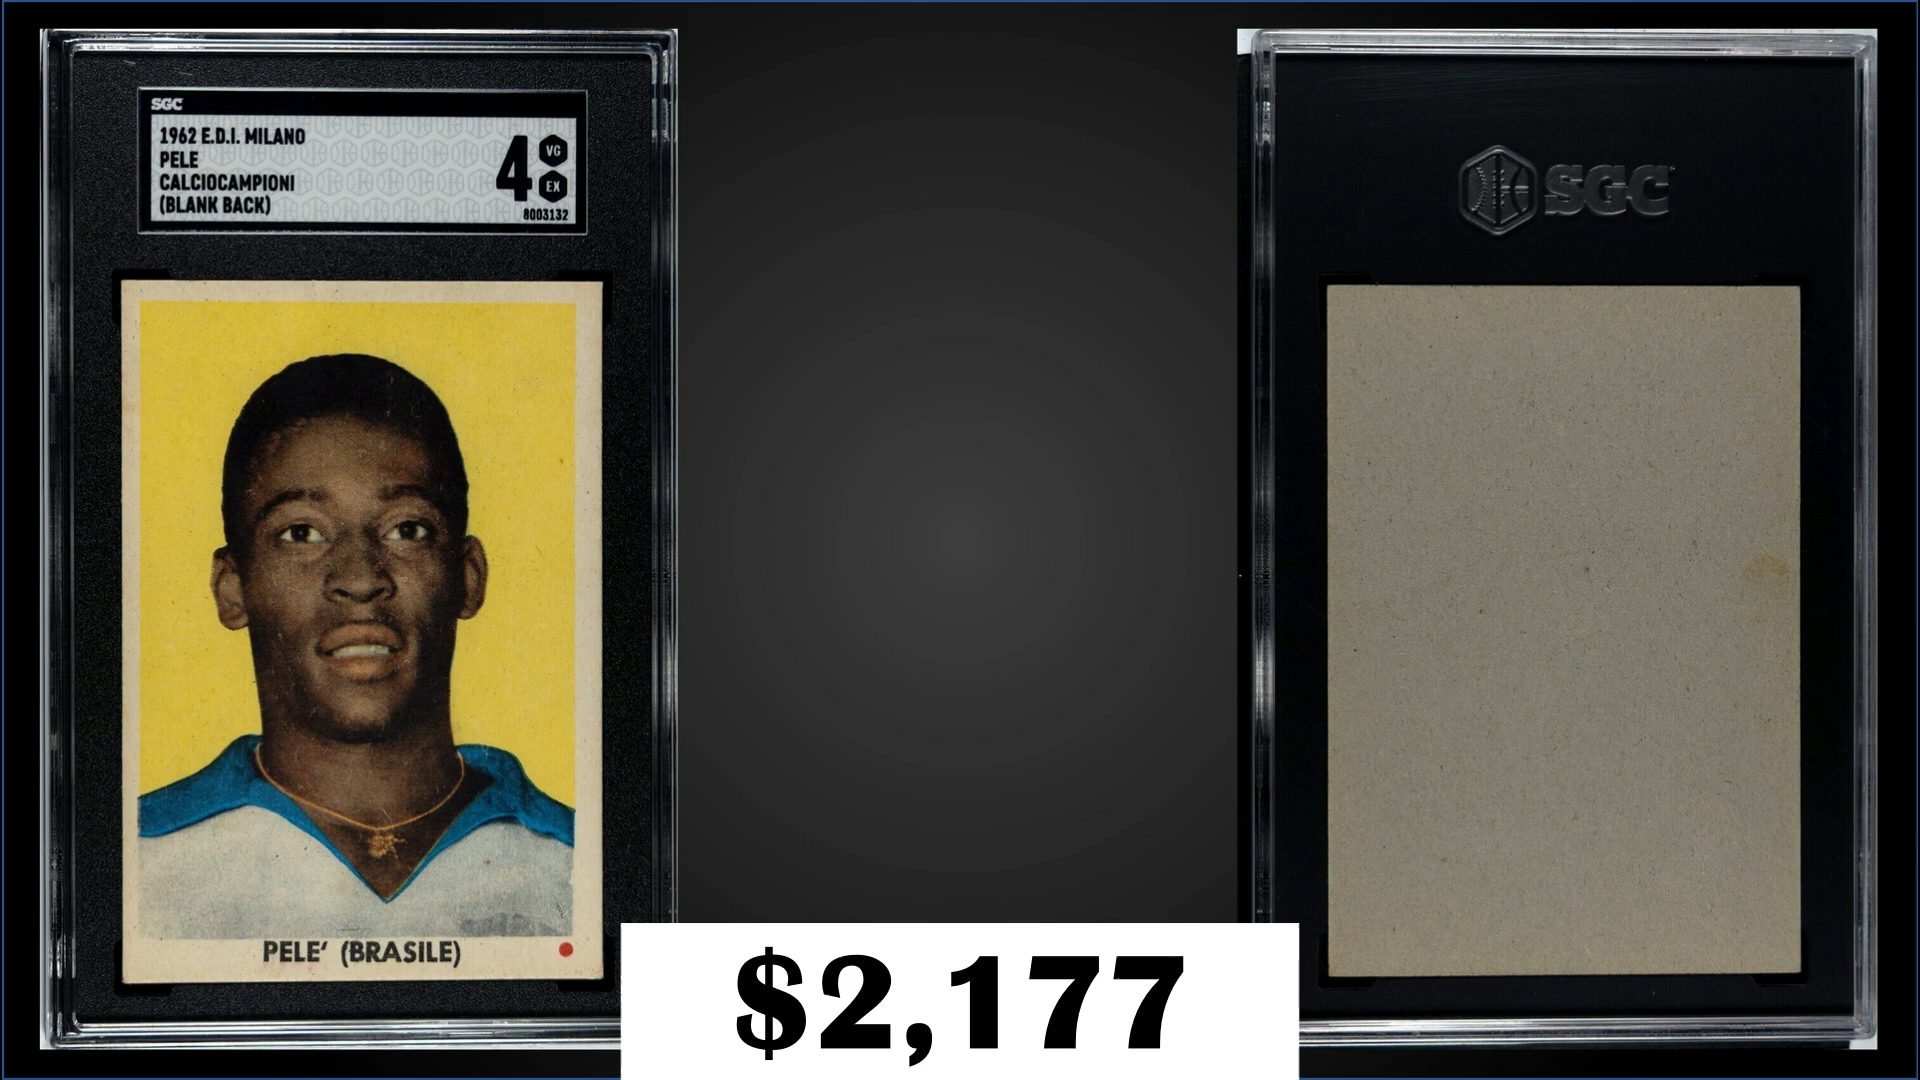 SGC
1962 E.D.I. MILANO
PELE
CALCIOCAMPIONI
(BLANK BACK)
4
VG
EX
8003132
SGC
PELE' (BRASILE)
$2,177